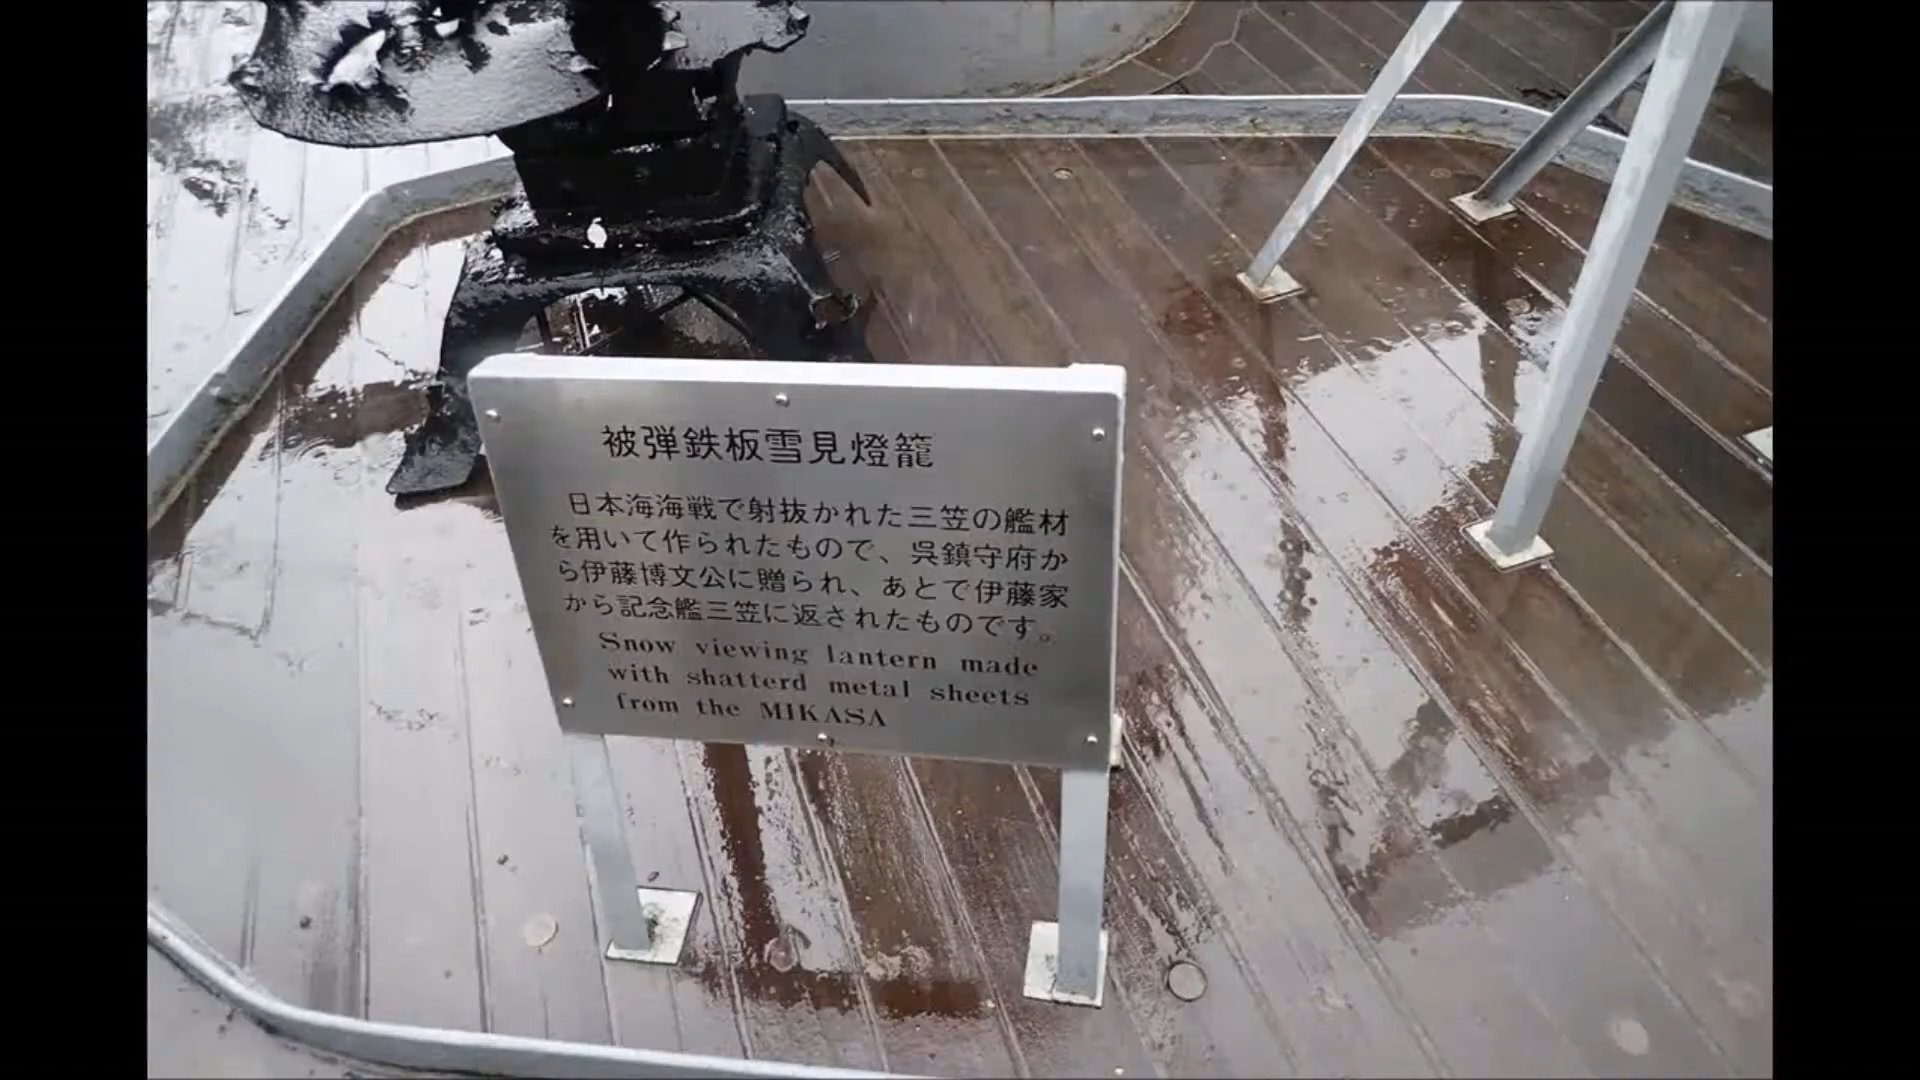 被弾鉄板雪見燈籠
日本海海戦で射抜かれた三笠の艦材
を用いて作られたもので、呉鎮守府か
ら伊藤博文公に贈られ、あとで伊藤家
から記念艦三笠に返されたものです。
Snow viewing lantern made
with shatterd metal sheets
from the MIKASA